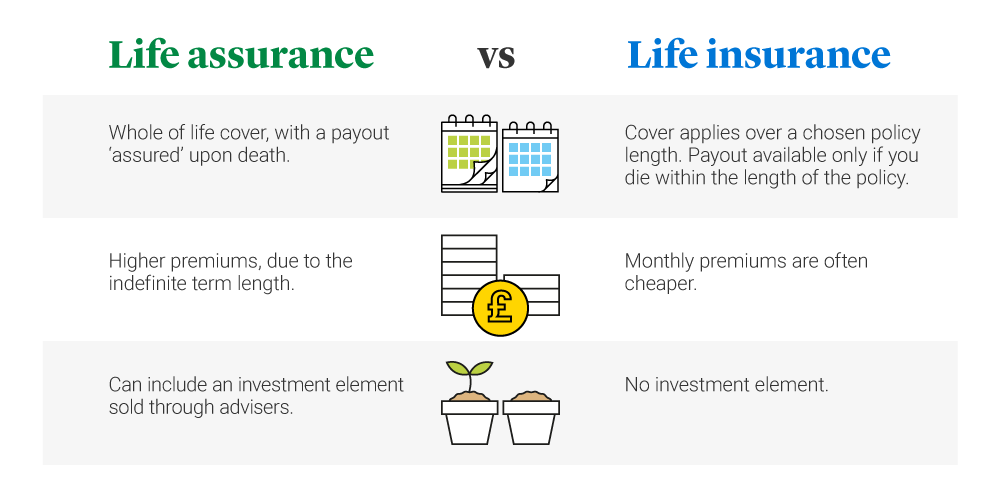 Life assurance vs Life insurance
Whole of life cover, with a payout
‘assured’ upon death.
Cover applies over a chosen policy
length. Payout available only if you
die within the length of the policy.
Higher premiums, due to the
indefinite term length.
£
Monthly premiums are often
cheaper.
Can include an investment element
sold through advisers.
No investment element.